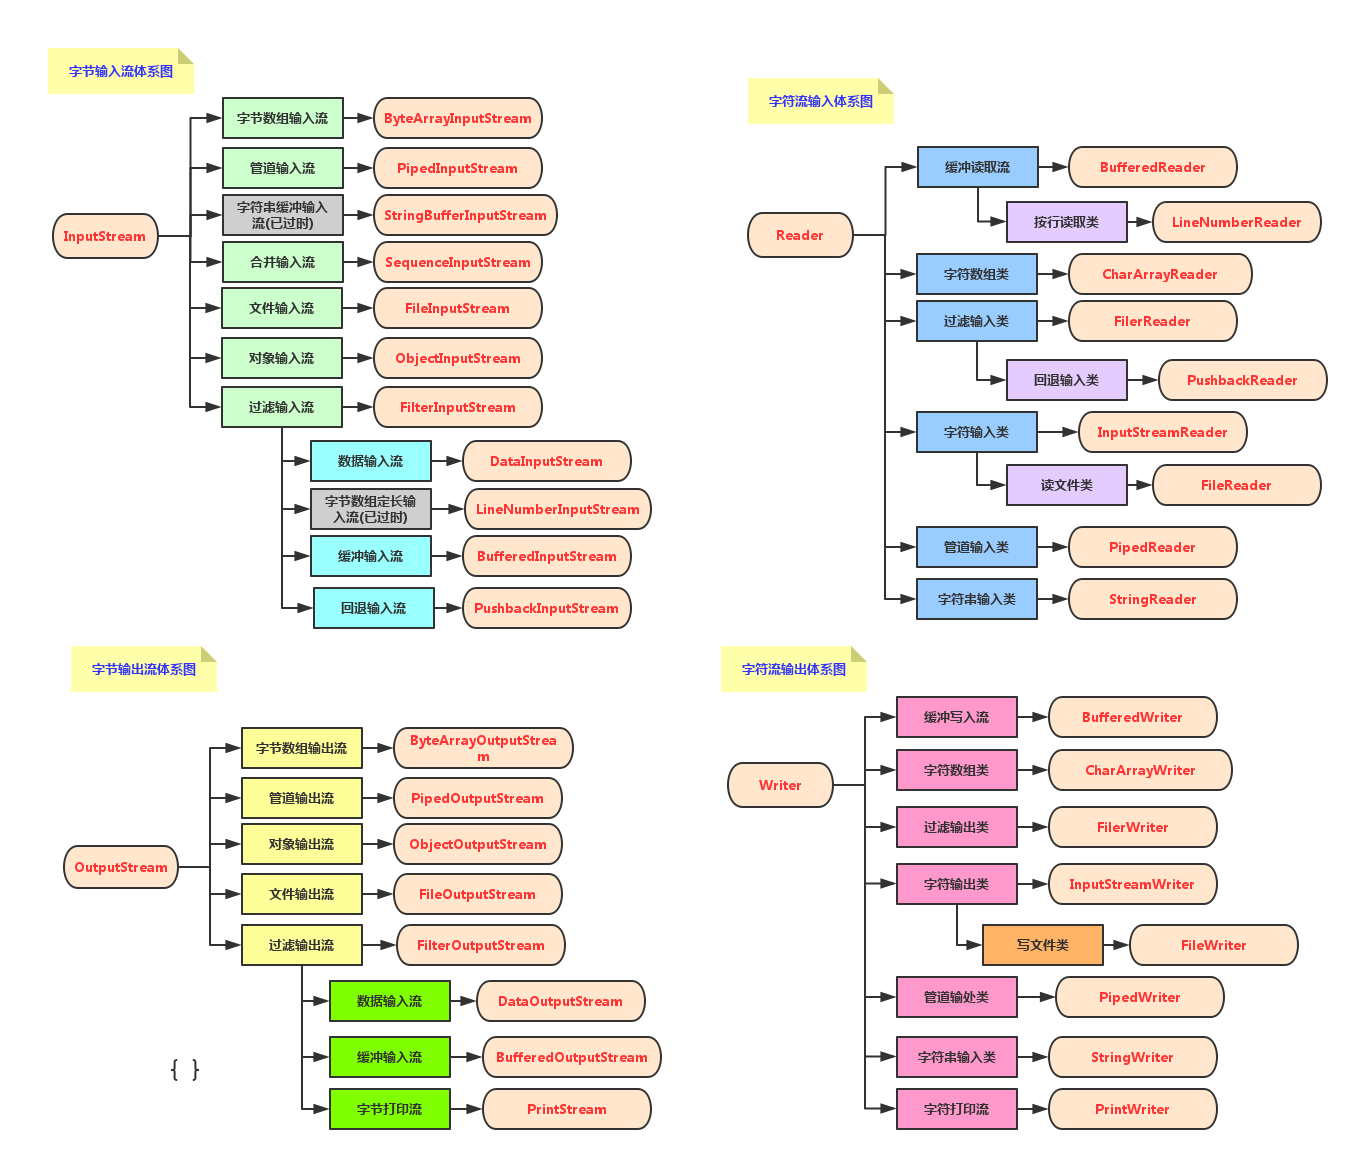 字节输入流体系图
InputStream
字节数组输入流
ByteArrayInputStream
管道输入流
PipedInputStream
字符串缓冲输入
流(已过时)
StringBufferInputStream
合并输入流
SequenceInputStream
文件输入流
FileInputStream
对象输入流
ObjectInputStream
过滤输入流
FilterInputStream
数据输入流
DataInputStream
字节数组定长输
入流(已过时)
LineNumberInputStream
缓冲输入流
BufferedInputStream
回退输入流
PushbackInputStream
字符流输入体系图
Reader
缓冲读取流
BufferedReader
按行读取类
LineNumberReader
字符数组类
CharArrayReader
过滤输入类
FilerReader
回退输入类
PushbackReader
字符输入类
InputStreamReader
读文件类
FileReader
管道输入类
PipedReader
字符串输入类
StringReader
字节输出流体系图
OutputStream
字节数组输出流
ByteArrayOutputStrea
m
管道输出流
PipedOutputStream
对象输出流
ObjectOutputStream
文件输出流
FileOutputStream
过滤输出流
FilterOutputStream
数据输入流
DataOutputStream
缓冲输入流
BufferedOutputStream
字节打印流
PrintStream
{ }
字符流输出体系图
Writer
缓冲写入流
BufferedWriter
字符数组类
CharArrayWriter
过滤输出类
FilerWriter
字符输出类
InputStreamWriter
写文件类
FileWriter
管道输处类
PipedWriter
字符串输入类
StringWriter
字符打印流
PrintWriter